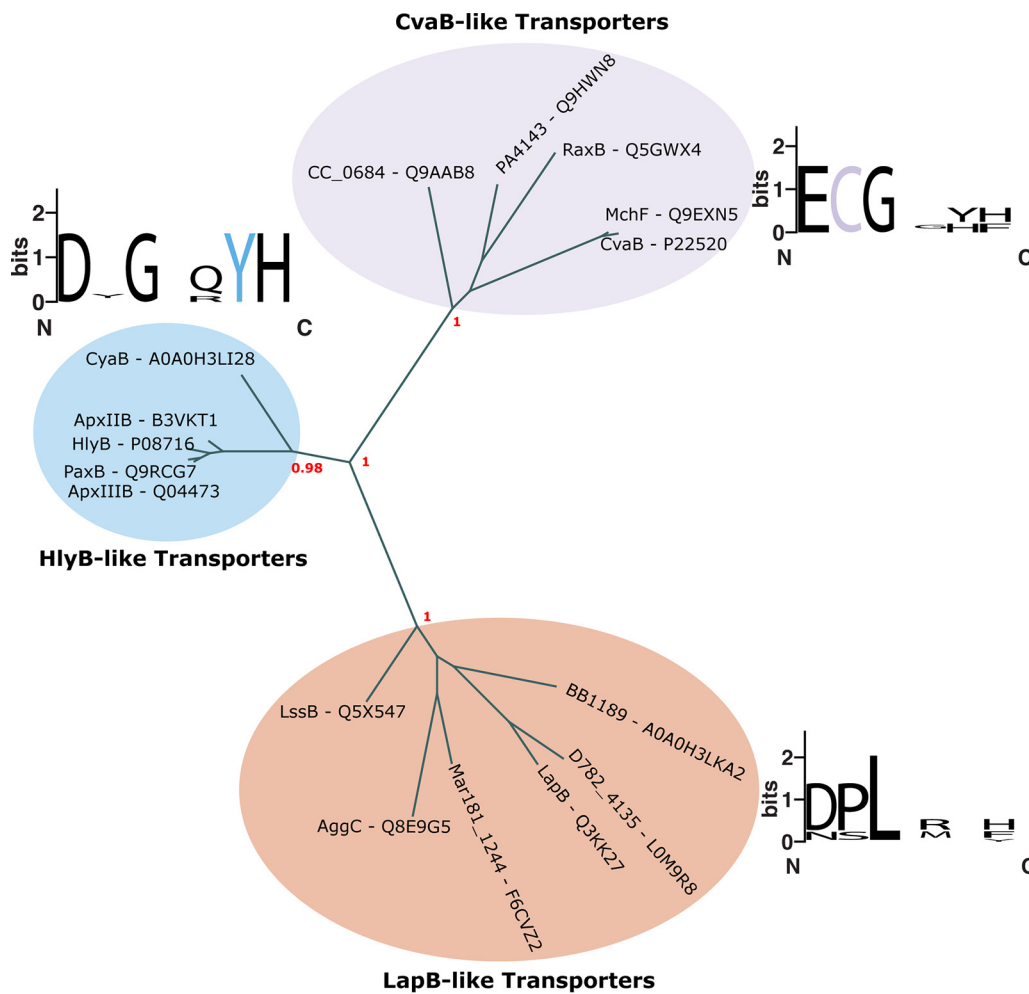 CvaB-like Transporters
CC_0684 - Q9AAB8
PA4143 - Q9HWN8
RaxB - Q5GWX4
MchF - Q9EXN5
CvaB - P22520
1
bits
2
1
0
ECG YH
GHF
N
C
bits
2
1
0
D G QYH
R
N
C
CyaB - A0A0H3LI28
ApxIIB - B3VKT1
HlyB - P08716
PaxB - Q9RCG7
ApxIIIB - Q04473
0.98
1
HlyB-like Transporters
1
LssB - Q5X547
AggC - Q8E9G5
Mar181_1244 - F6CVZ2
LapB - Q3KK27
D782_4135 - L0M9R8
BB1189 - A0A0H3LKA2
bits
2
1
0
DPL R H
NS M F
N
C
LapB-like Transporters